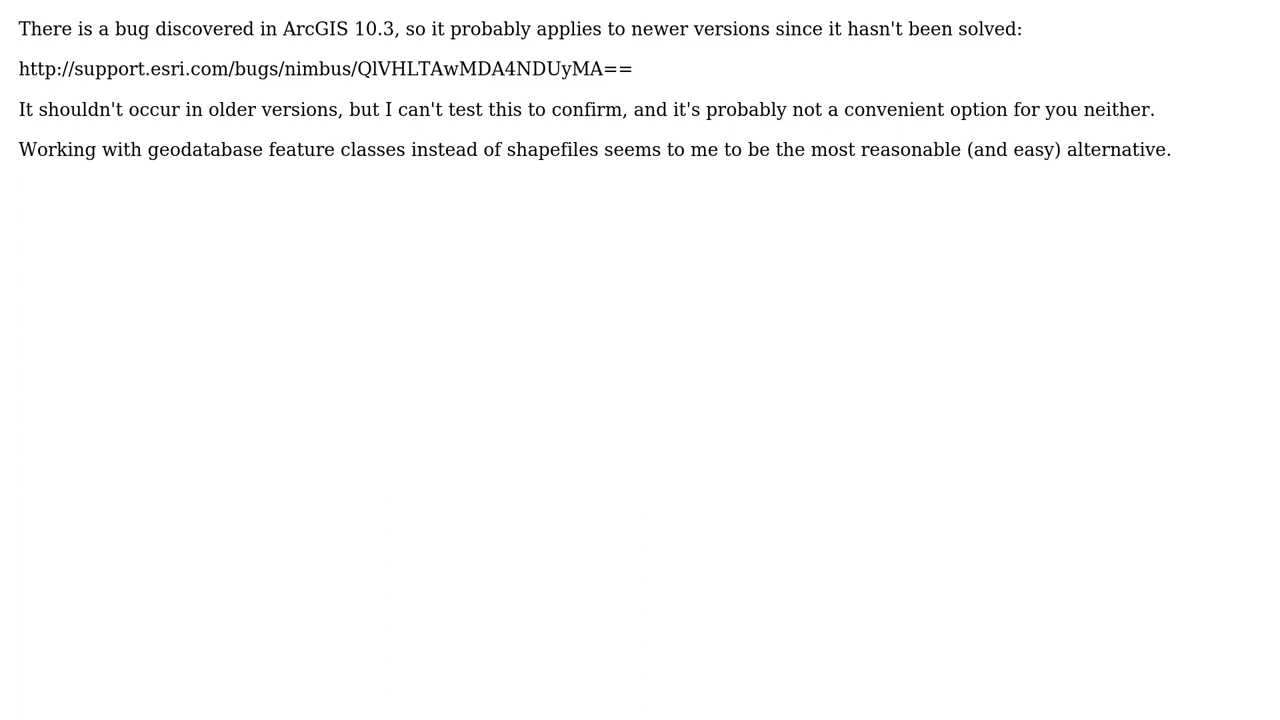 There is a bug discovered in ArcGIS 10.3, so it probably applies to newer versions since it hasn't been solved:
http://support.esri.com/bugs/nimbus/QlVHLTAwMDA4NDUyMA==
It shouldn't occur in older versions, but I can't test this to confirm, and it's probably not a convenient option for you neither.
Working with geodatabase feature classes instead of shapefiles seems to me to be the most reasonable (and easy) alternative.